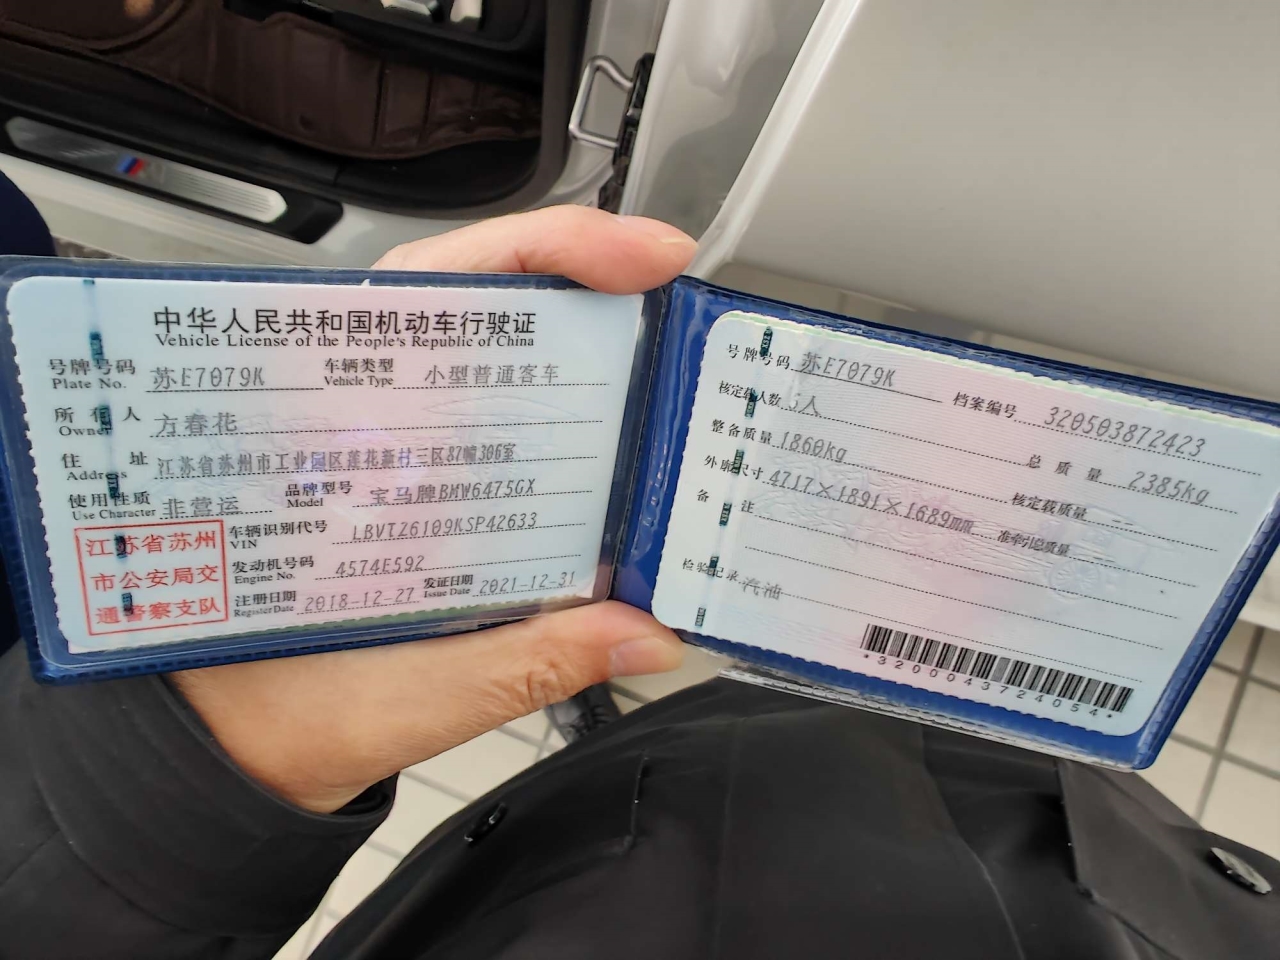 中华人民共和国机动车行驶证
Vehicle License of the People's Republic of China
号牌号码 苏E7079K 车辆类型 小型普通客车
Plate No. Vehicle Type
所有人 方春花
Owner
住址 江苏省苏州市工业园区莲花新村三区87幢306室
Address
使用性质 非营运 品牌型号 宝马牌BMW6475GX
Use Character Model
江苏省苏州
市公安局交
通警察支队
车辆识别代号 LBVTZ6109KSP42633
VIN
发动机号码 4574E592
Engine No.
注册日期 2018-12-27 发证日期 2021-12-31
Register Date Issue Date
号牌号码 苏E7079K 档案编号 320503872423
核定载人数 5人 总质量 2385kg
整备质量 1860kg 核定载质量 --
外廓尺寸 4717×1891×1689mm 准牵引总质量
备注
检验记录 汽油
*3200043724054*